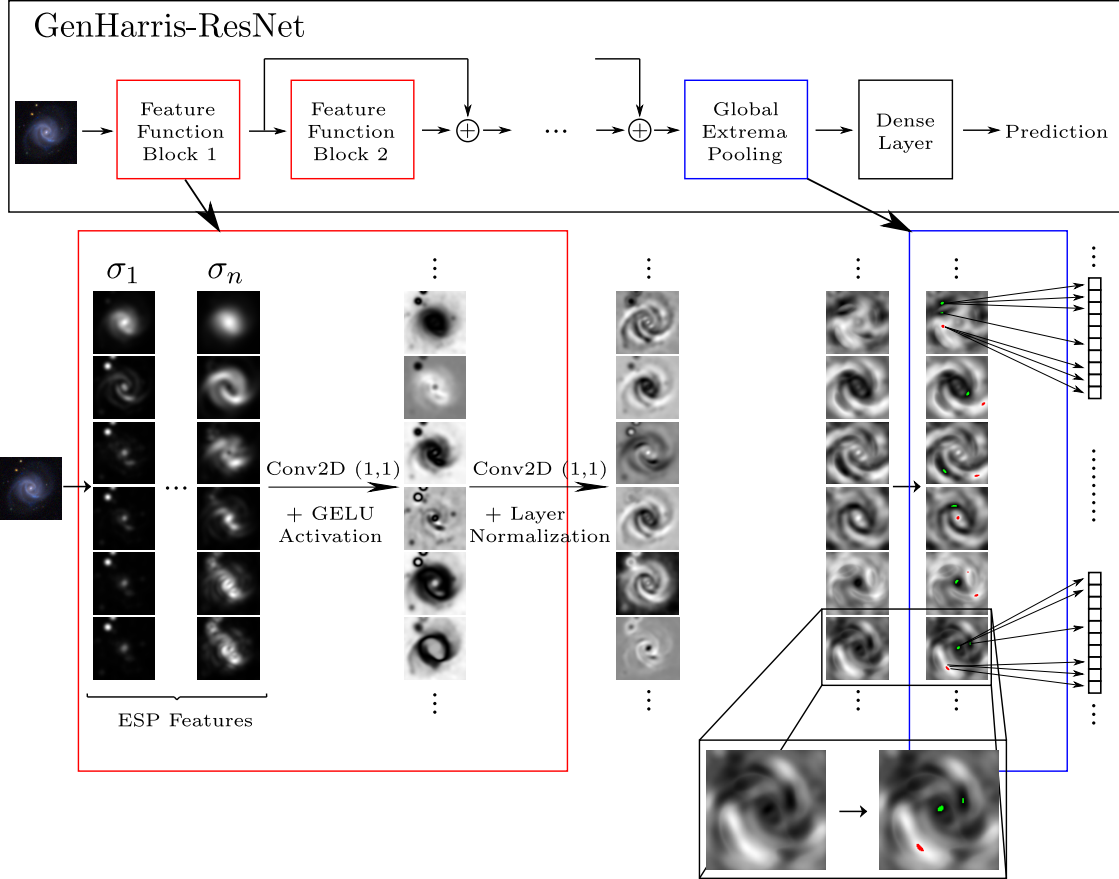 GenHarris-ResNet
Feature
Function
Block 1
Feature
Function
Block 2
...
Global
Extrema
Pooling
Dense
Layer
Prediction
σ1
σn
...
Conv2D (1,1)
+ GELU
Activation
Conv2D (1,1)
+ Layer
Normalization
ESP Features